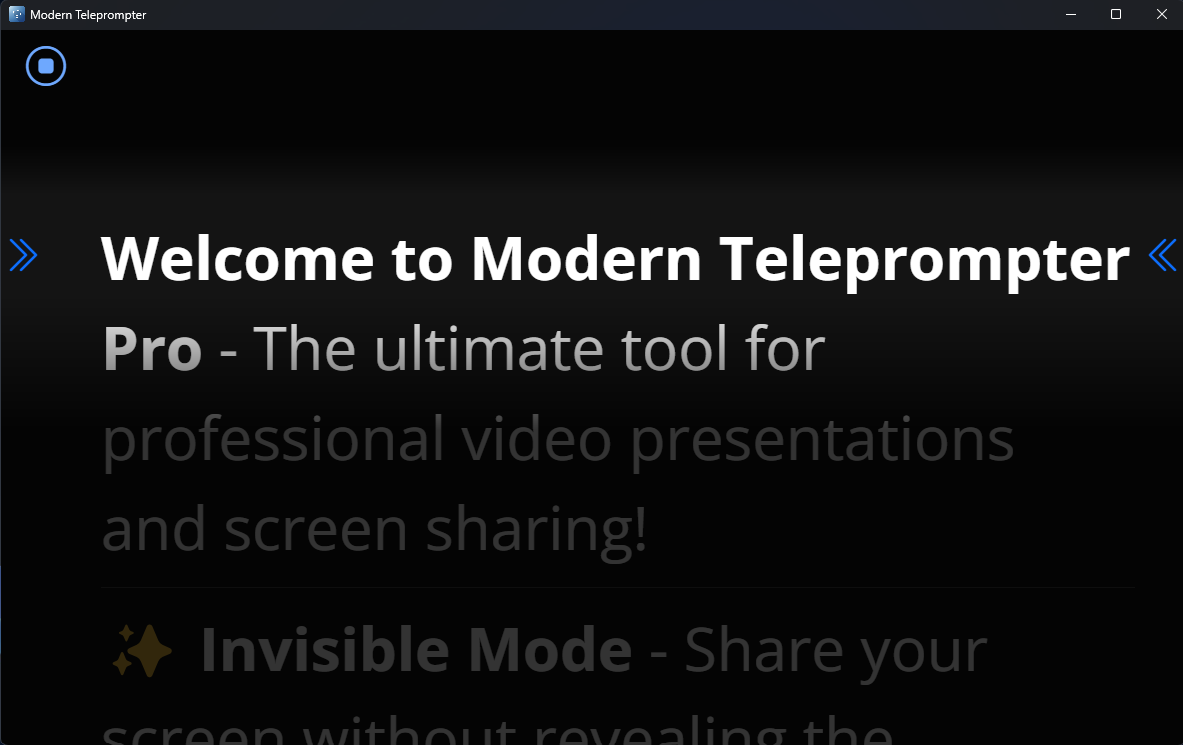 Modern Teleprompter
Welcome to Modern Teleprompter
Pro - The ultimate tool for
professional video presentations
and screen sharing!
✨ Invisible Mode - Share your
screen without revealing the